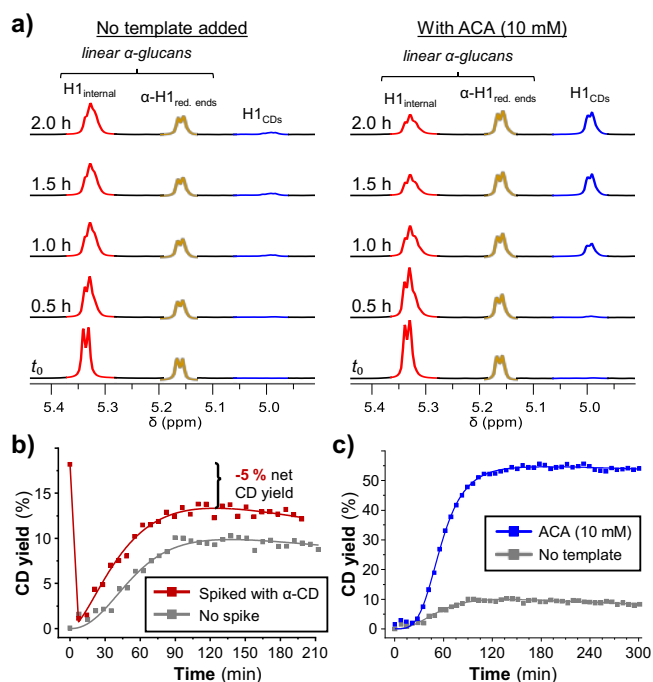 a)
No template added
linear α-glucans
H1internal
α-H1red. ends
H1CDs
2.0 h
1.5 h
1.0 h
0.5 h
t0
5.4 5.3 5.2 5.1 5.0
δ (ppm)
With ACA (10 mM)
linear α-glucans
H1internal
α-H1red. ends
H1CDs
2.0 h
1.5 h
1.0 h
0.5 h
t0
5.4 5.3 5.2 5.1 5.0
δ (ppm)
b)
CD yield (%)
15
10
5
0
-5 % net
CD yield
Spiked with α-CD
No spike
0 30 60 90 120 150 180 210
Time (min)
c)
CD yield (%)
50
40
30
20
10
0
ACA (10 mM)
No template
0 60 120 180 240 300
Time (min)